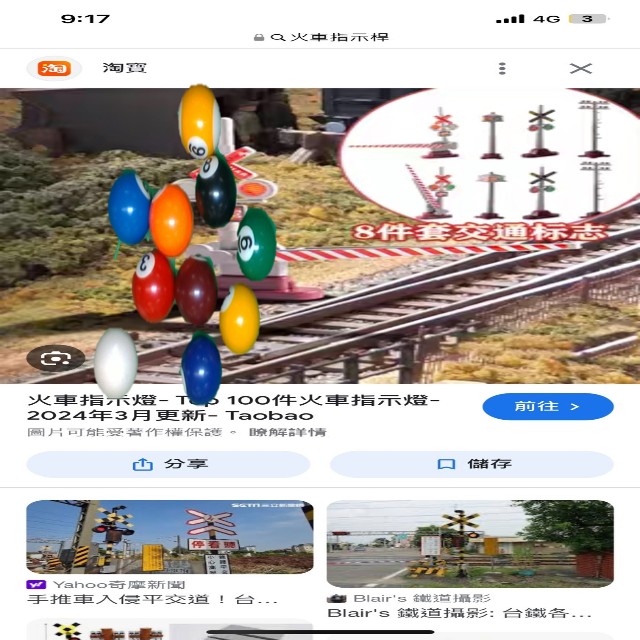 9:17
4G
3
火車指示桿
淘
淘寶
9
8
6
3
8件套交通标志
火車指示燈- Top 100件火車指示燈-
2024年3月更新- Taobao
前往 >
圖片可能受著作權保護。 瞭解詳情
分享
儲存
停看聽
Yahoo奇摩新聞
手推車入侵平交道！台...
Blair's 鐵道攝影
Blair's 鐵道攝影: 台鐵各...